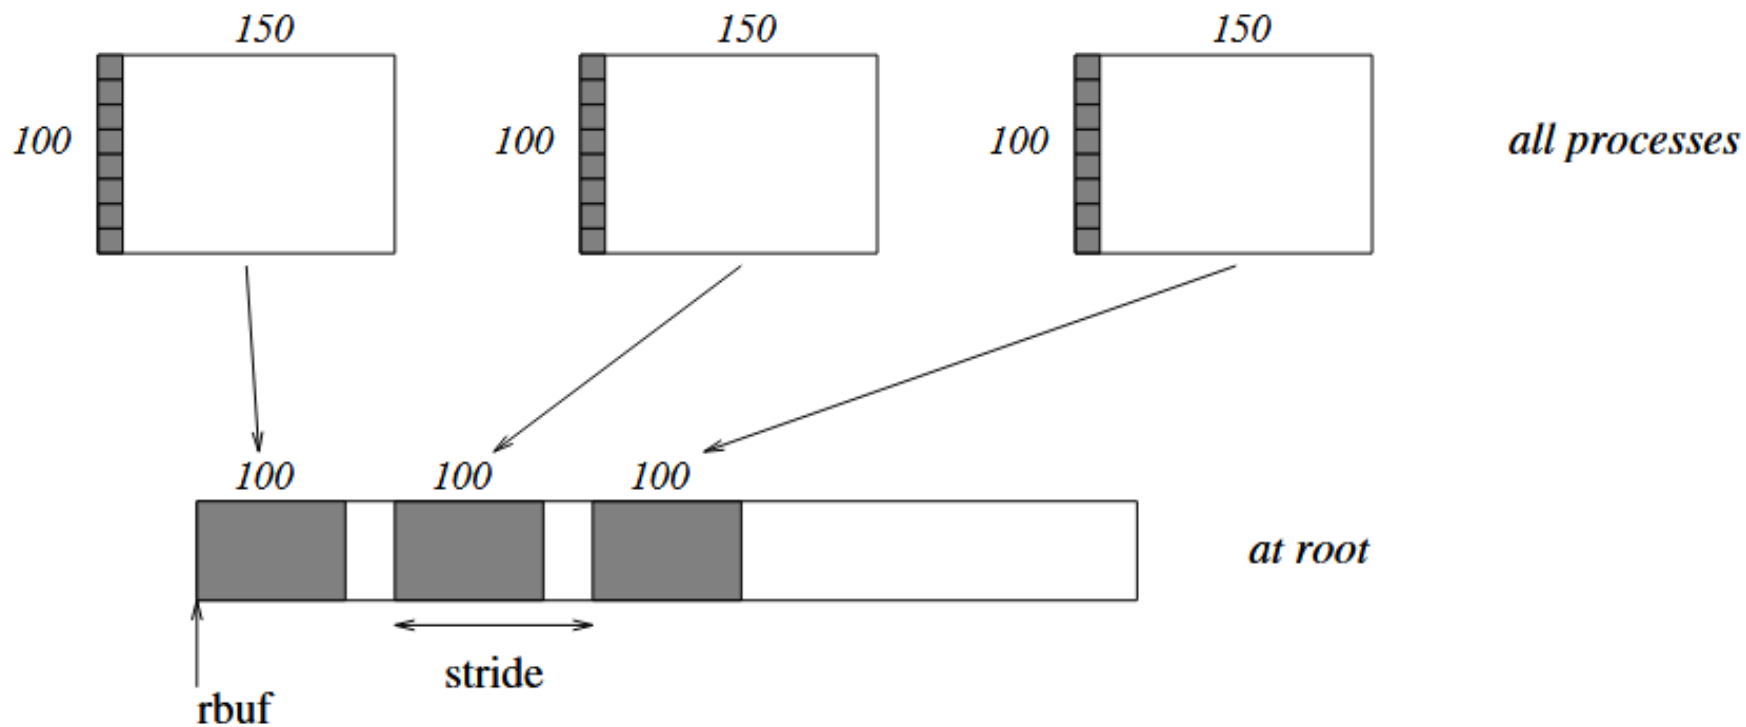 150 150 150
100 100 100 all processes
100 100 100
at root
stride
rbuf